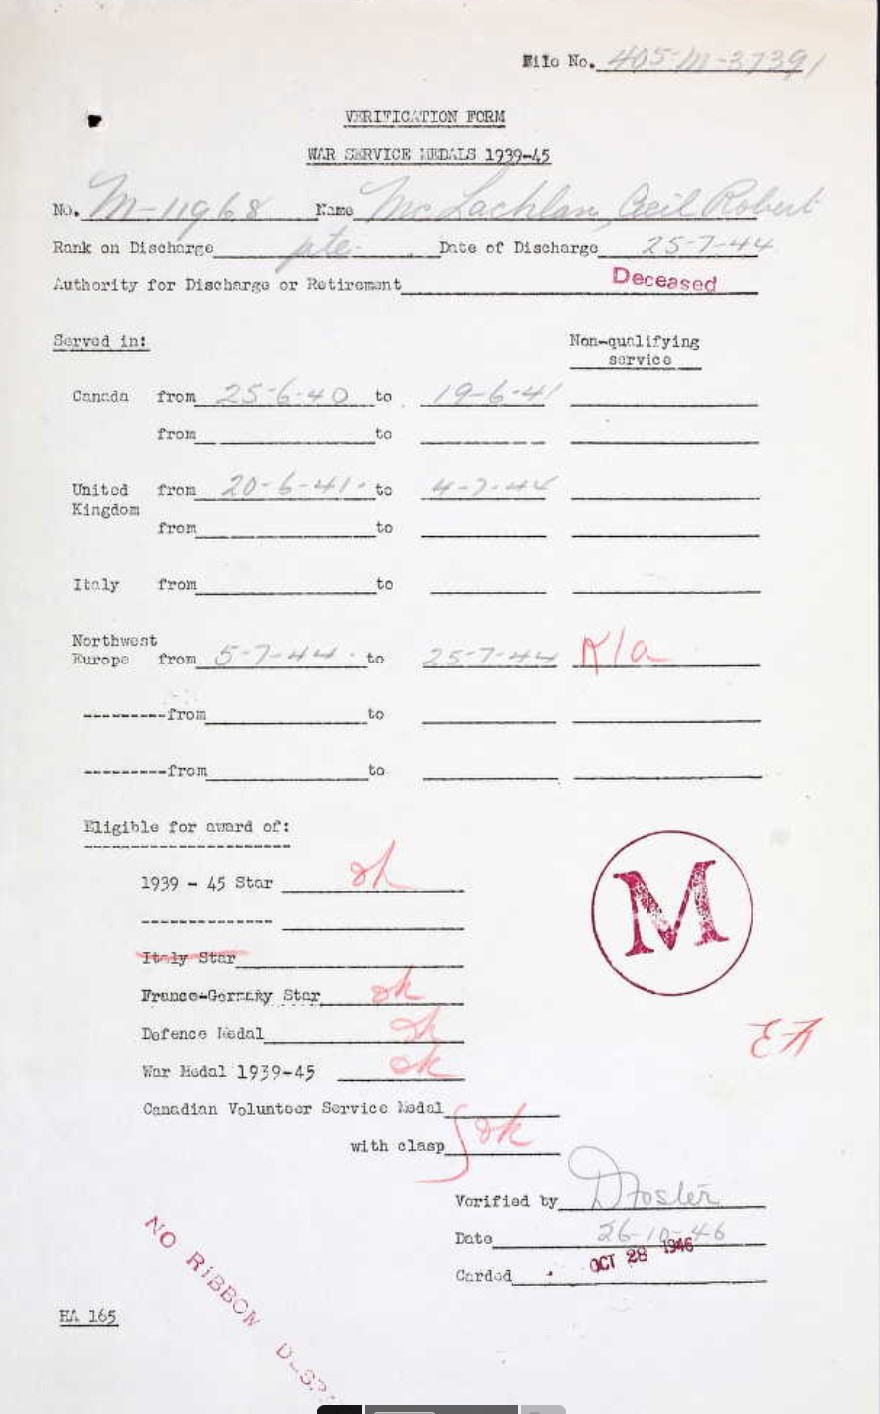 File No. 405-M-37391
VERIFICATION FORM
WAR SERVICE MEDALS 1939-45
No. M-11968 Name McLachlan, Cecil Robert
Rank on Discharge pte. Date of Discharge 25-7-44
Authority for Discharge or Retirement Deceased
Served in: Non-qualifying
service
Canada from 25-6-40 to 19-6-41
from to
United from 20-6-41 to 4-7-44
Kingdom
from to
Italy from to
Northwest
Europe from 5-7-44 to 25-7-44 K/a
---------from to
---------from to
Eligible for award of:
1939 - 45 Star ok
Italy Star
France-Germany Star ok
Defence Medal ok
War Medal 1939-45 ok
Canadian Volunteer Service Medal
with clasp ok
M
Verified by D Foster
Date 26-10-46
Carded OCT 28 1946
NO RIBBON
HA 165